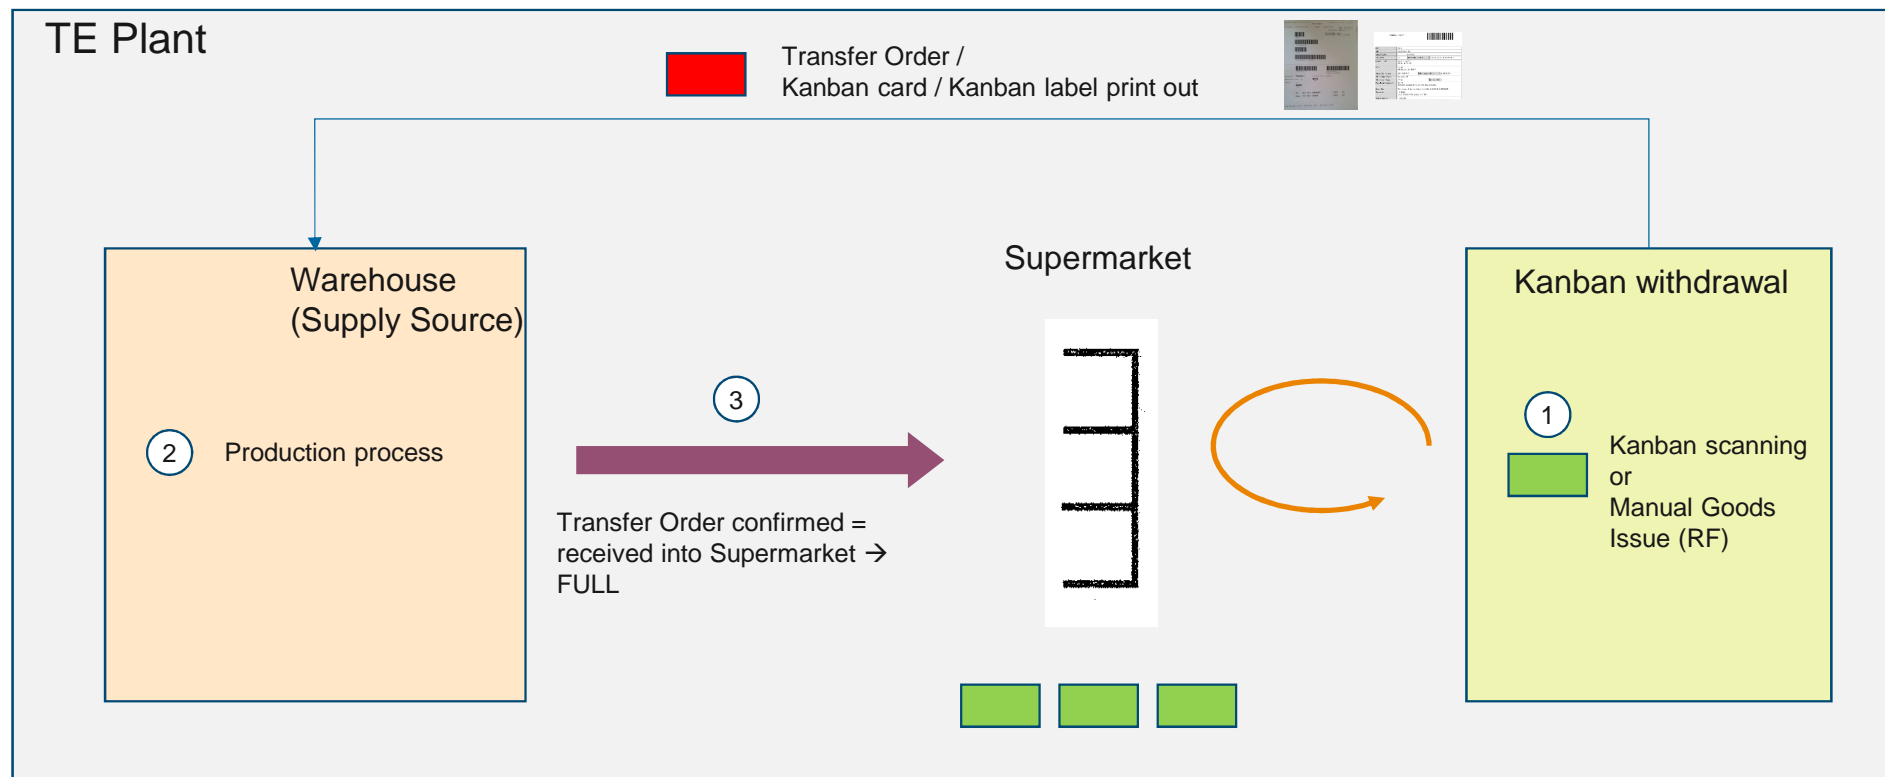 TE Plant
Transfer Order /
Kanban card / Kanban label print out
Warehouse
(Supply Source)
Supermarket
Kanban withdrawal
3
1
2
Production process
Kanban scanning
or
Manual Goods
Issue (RF)
Transfer Order confirmed =
received into Supermarket →
FULL